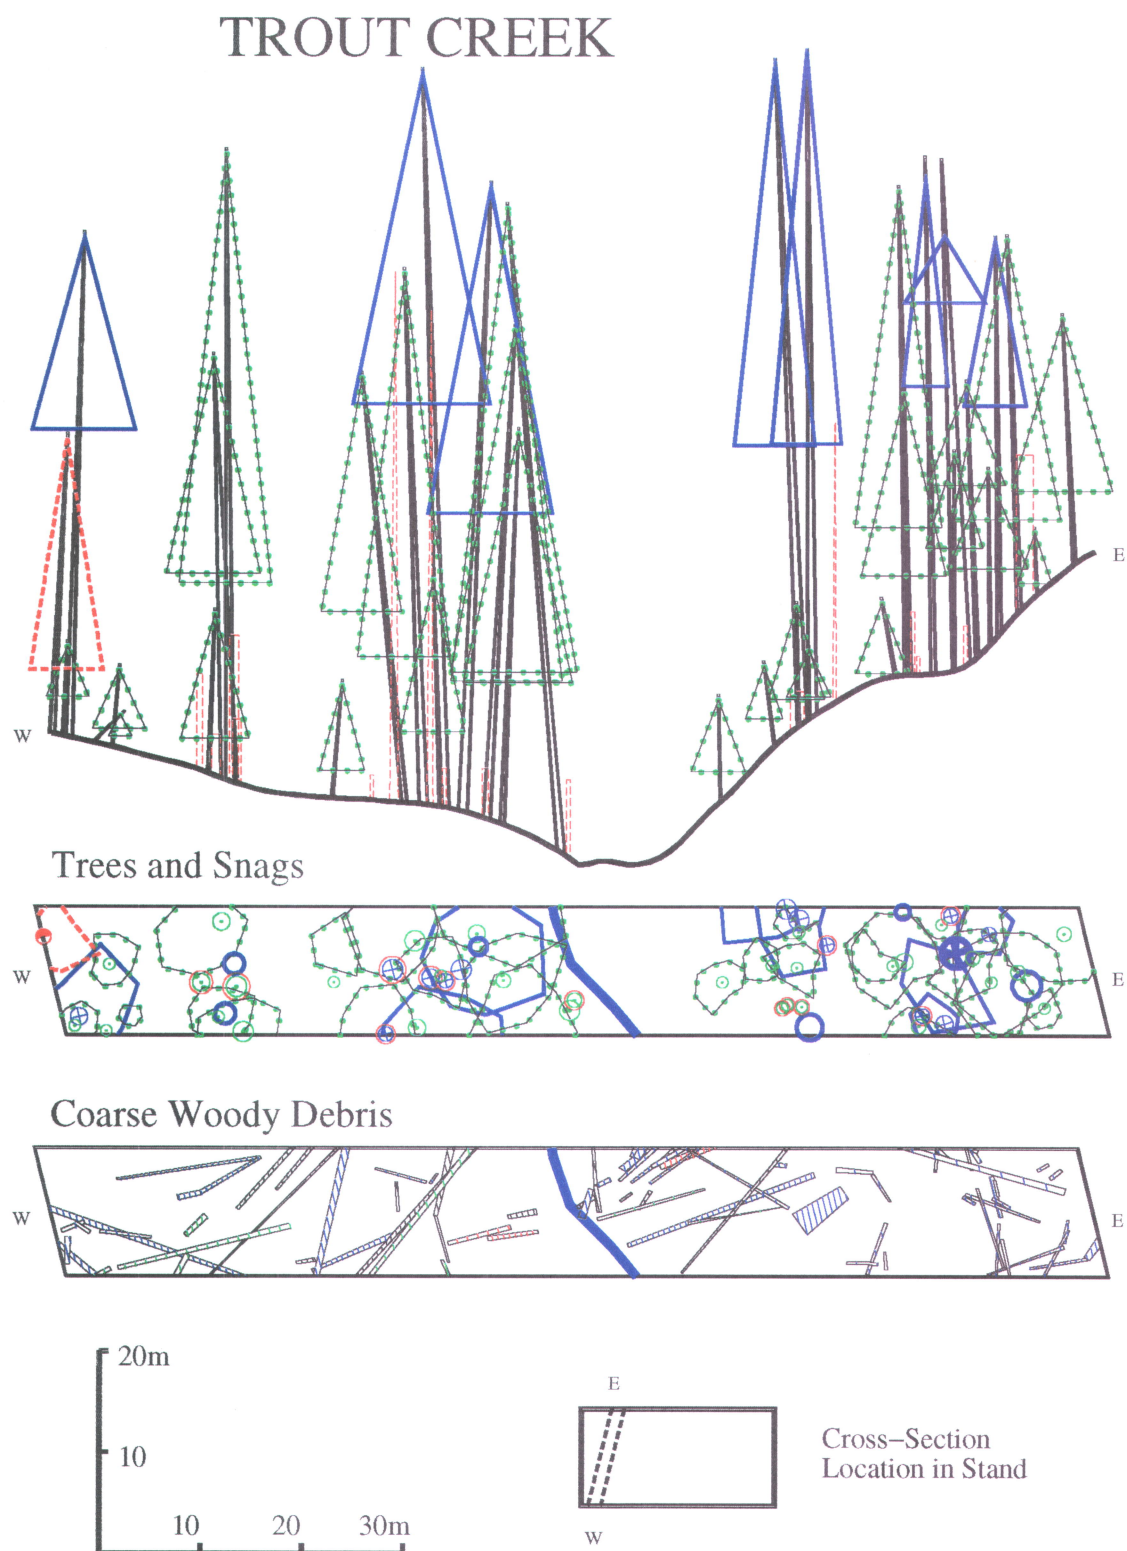 TROUT CREEK
E
W
Trees and Snags
W
E
Coarse Woody Debris
W
E
20m
10
10
20
30m
E
W
Cross-Section
Location in Stand